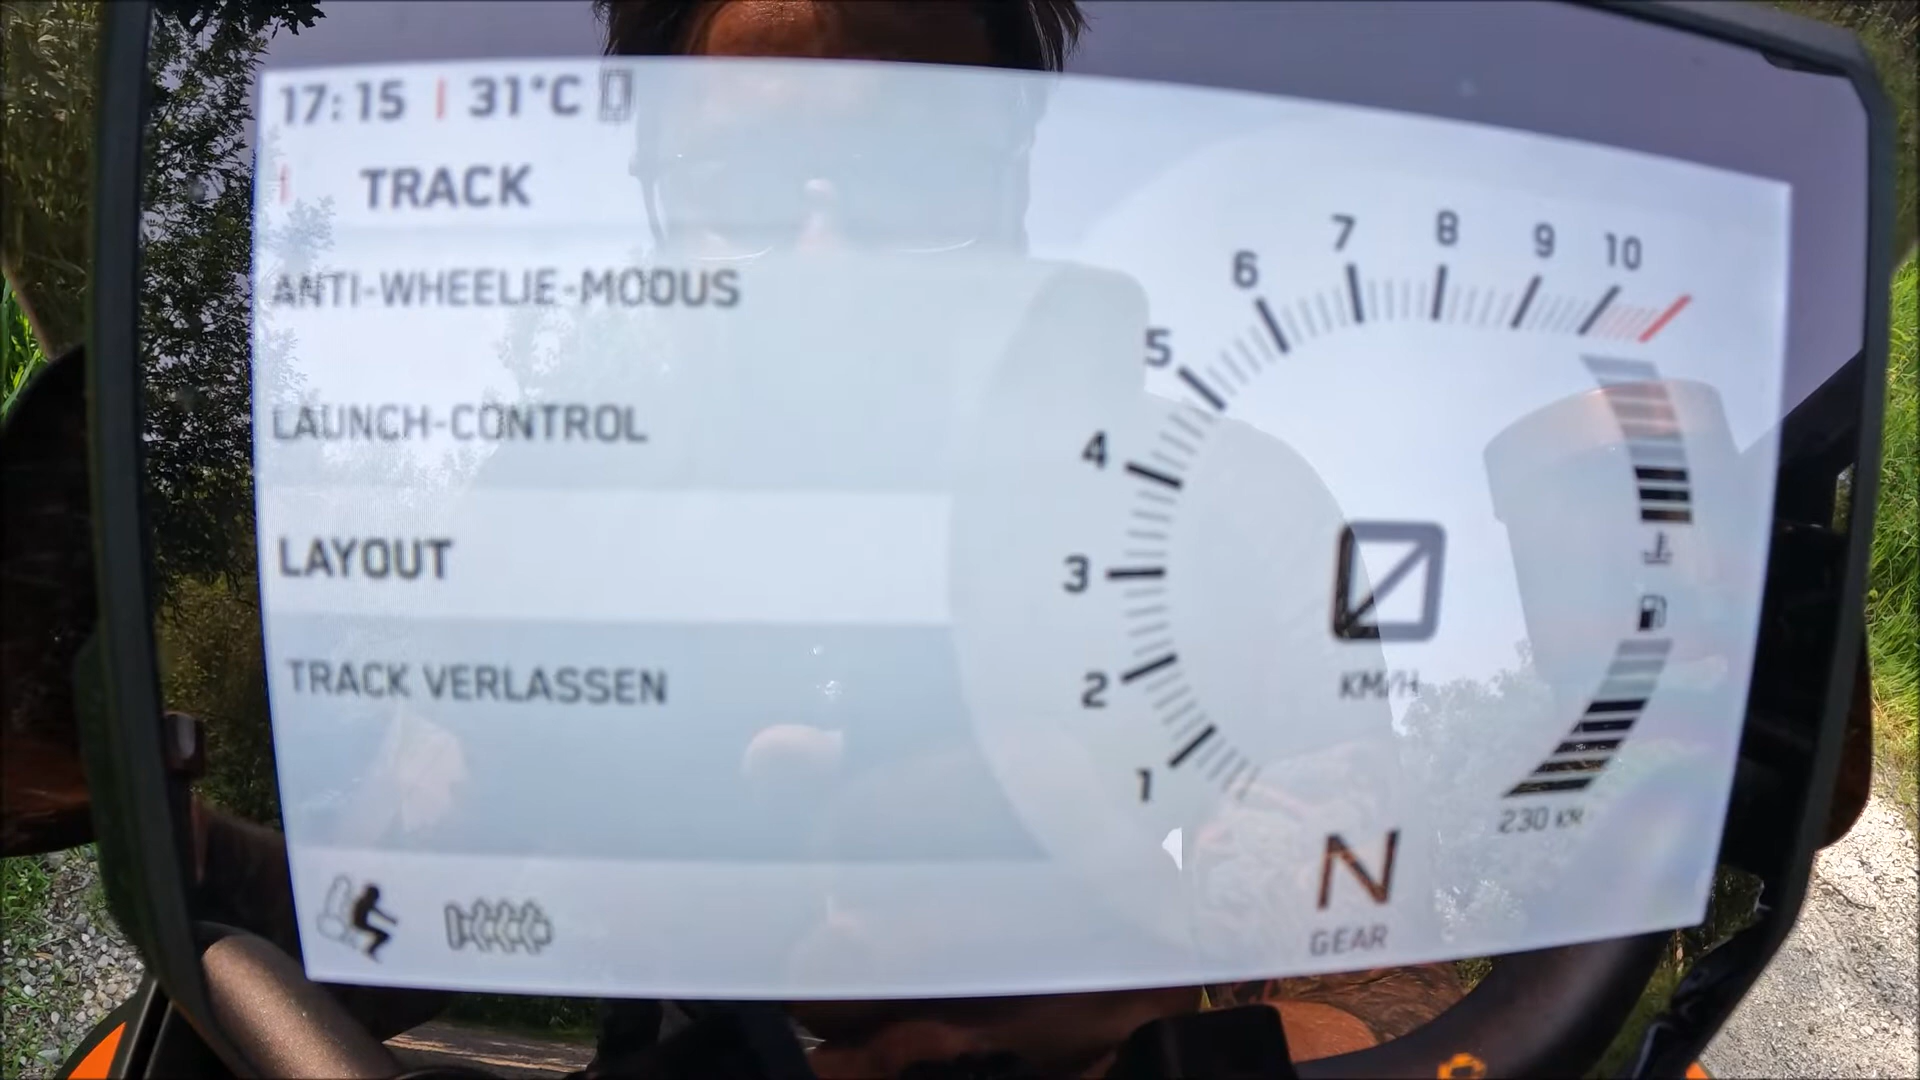 17:15 | 31°C
TRACK
ANTI-WHEELIE-MODUS
LAUNCH-CONTROL
LAYOUT
TRACK VERLASSEN
1
2
3
4
5
6
7
8
9
10
KM/H
230 KM
N
GEAR